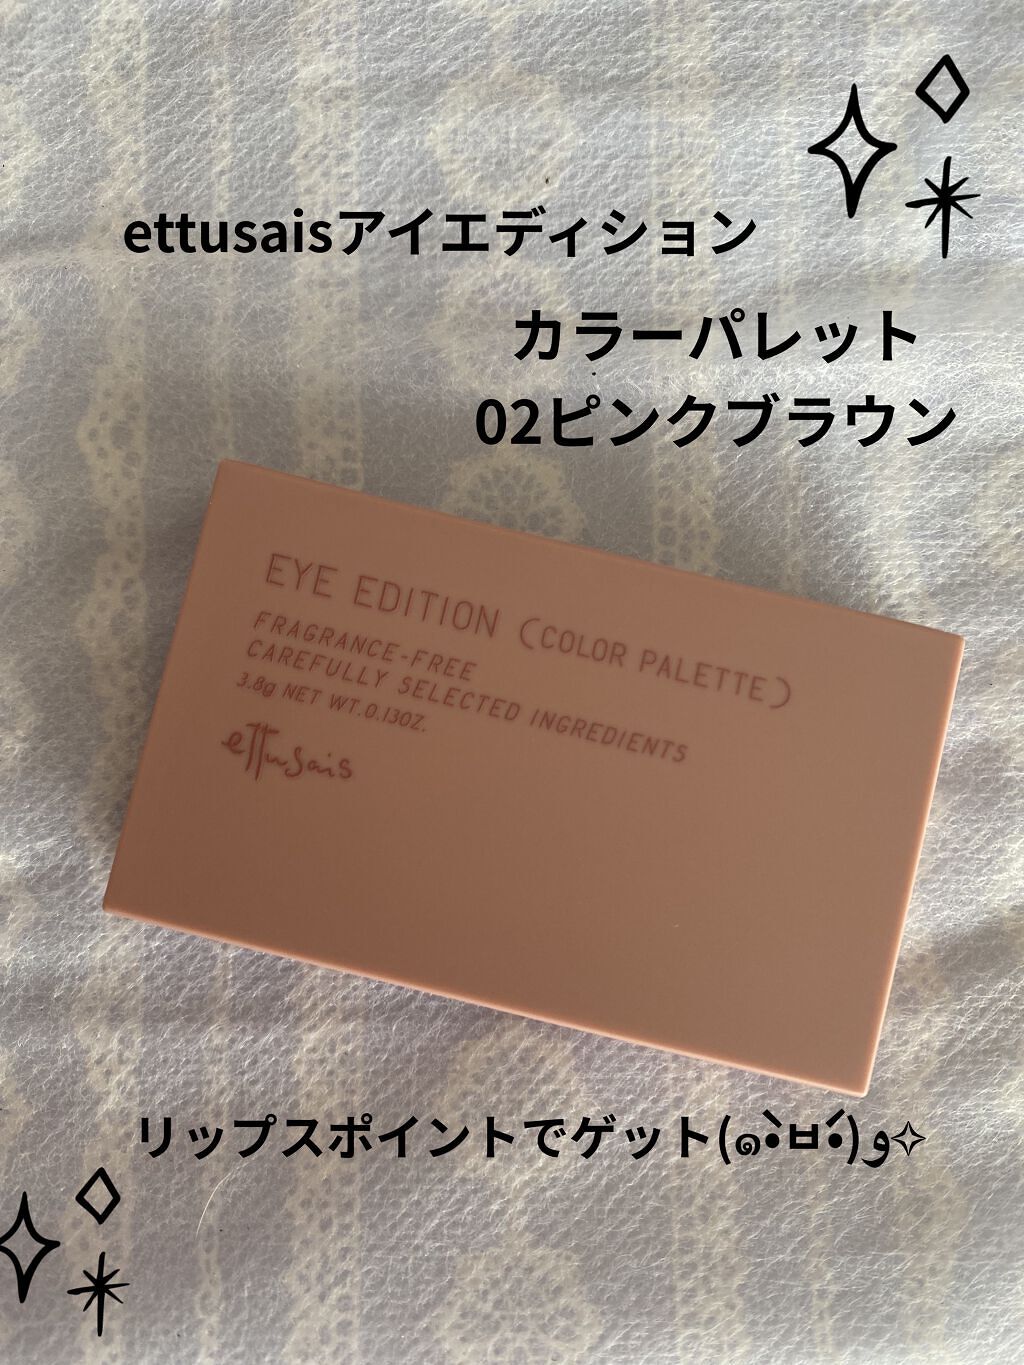 ettusaisアイエディション
カラーパレット
02ピンクブラウン
EYE EDITION (COLOR PALETTE)
FRAGRANCE-FREE
CAREFULLY SELECTED INGREDIENTS
3.8g NET WT.0.13OZ.
ettusais
リップスポイントでゲット(๑•̀ㅂ•́)و✧